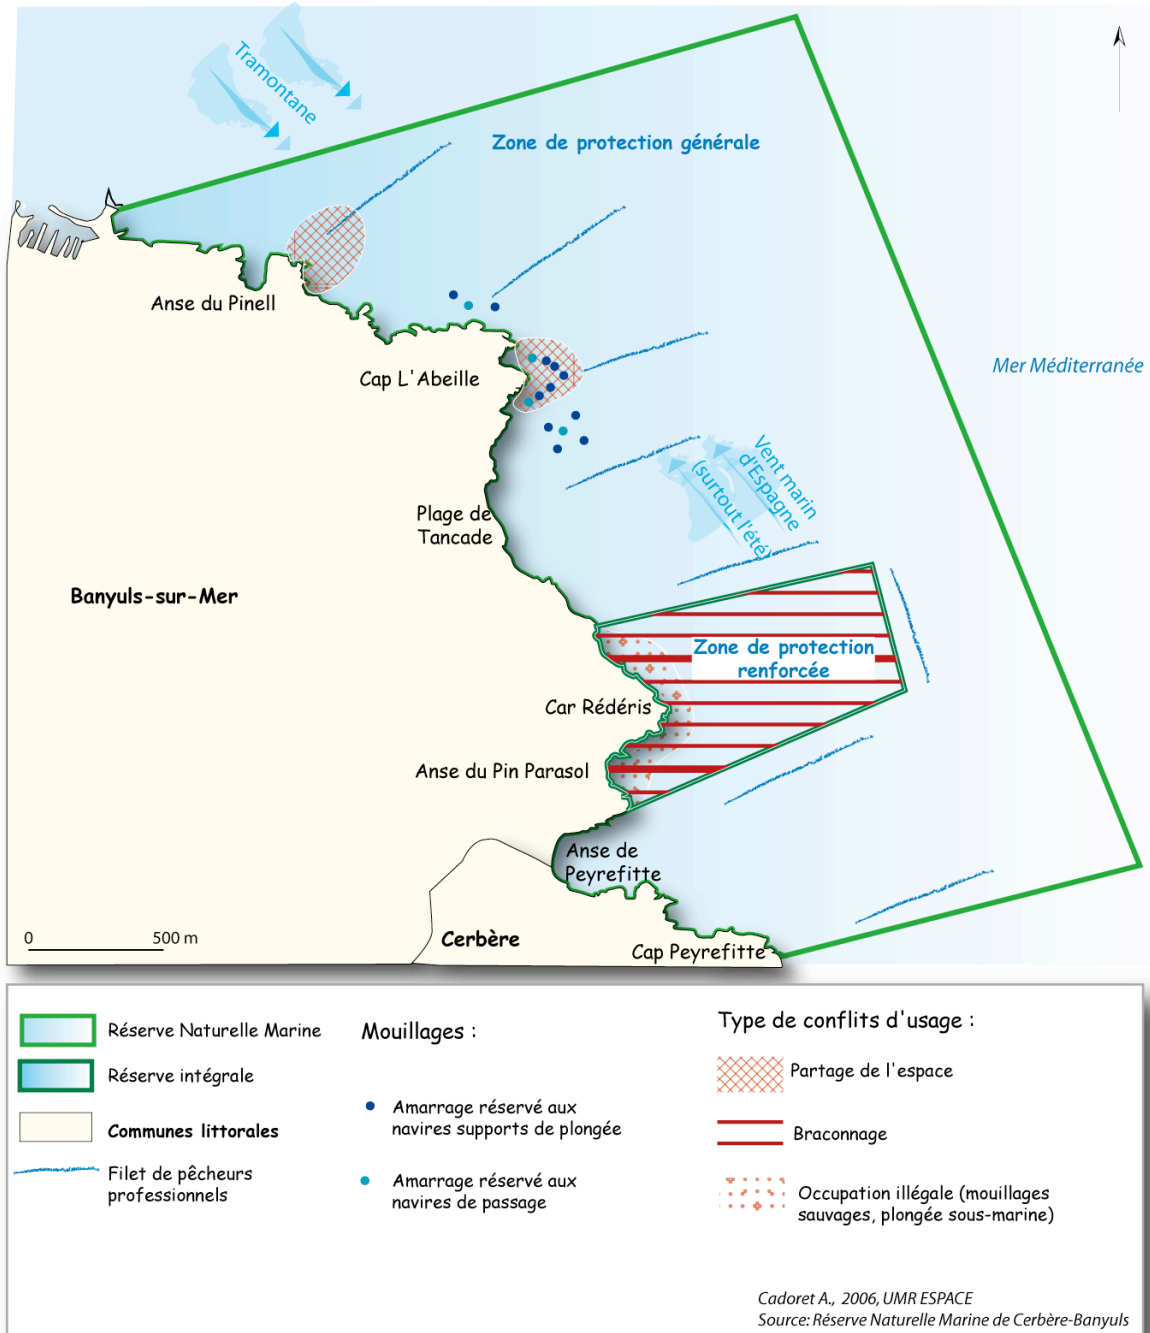 Tramontane
Zone de protection générale
Anse du Pinell
Mer Méditerranée
Cap L'Abeille
Vent marin
d'Espagne
(surtout l'été)
Plage de
Tancade
Banyuls-sur-Mer
Zone de protection
renforcée
Car Rédéris
Anse du Pin Parasol
Anse de
Peyrefitte
Cerbère
Cap Peyrefitte
0 500 m
Réserve Naturelle Marine
Réserve intégrale
Communes littorales
Filet de pêcheurs
professionnels
Mouillages :
Amarrage réservé aux
navires supports de plongée
Amarrage réservé aux
navires de passage
Type de conflits d'usage :
Partage de l'espace
Braconnage
Occupation illégale (mouillages
sauvages, plongée sous-marine)
Cadoret A., 2006, UMR ESPACE
Source: Réserve Naturelle Marine de Cerbère-Banyuls